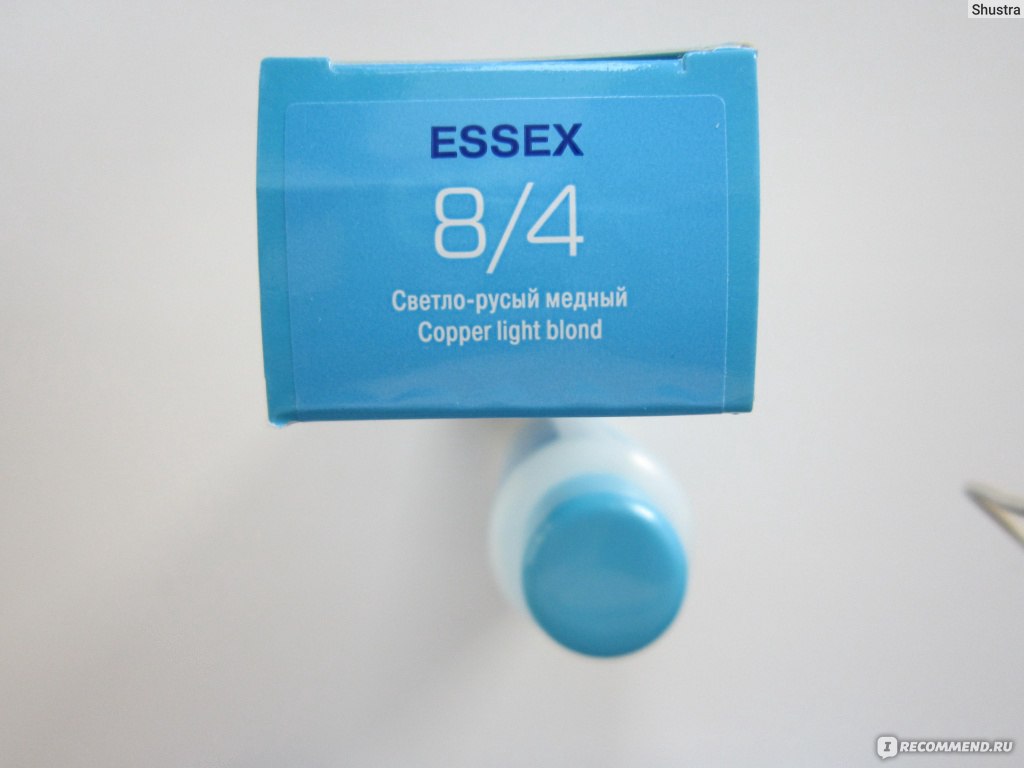 Shustra
ESSEX
8/4
Светло-русый медный
Copper light blond
I RECOMMEND.RU